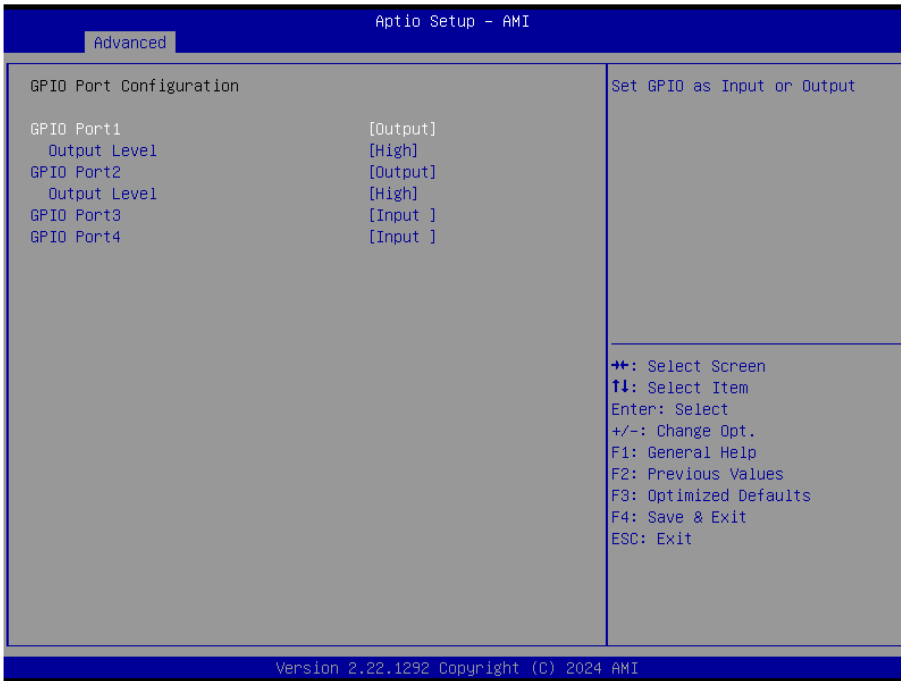 Aptio Setup – AMI
Advanced
GPIO Port Configuration
GPIO Port1 [Output]
Output Level [High]
GPIO Port2 [Output]
Output Level [High]
GPIO Port3 [Input ]
GPIO Port4 [Input ]
Set GPIO as Input or Output
→←: Select Screen
↑↓: Select Item
Enter: Select
+/-: Change Opt.
F1: General Help
F2: Previous Values
F3: Optimized Defaults
F4: Save & Exit
ESC: Exit
Version 2.22.1292 Copyright (C) 2024 AMI